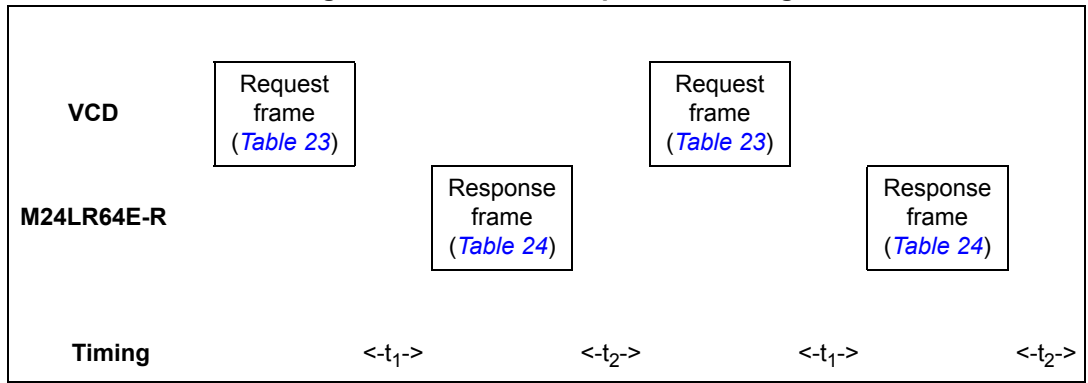 VCD
Request
frame
(Table 23)
Request
frame
(Table 23)
M24LR64E-R
Response
frame
(Table 24)
Response
frame
(Table 24)
Timing <-t1-> <-t2-> <-t1-> <-t2->